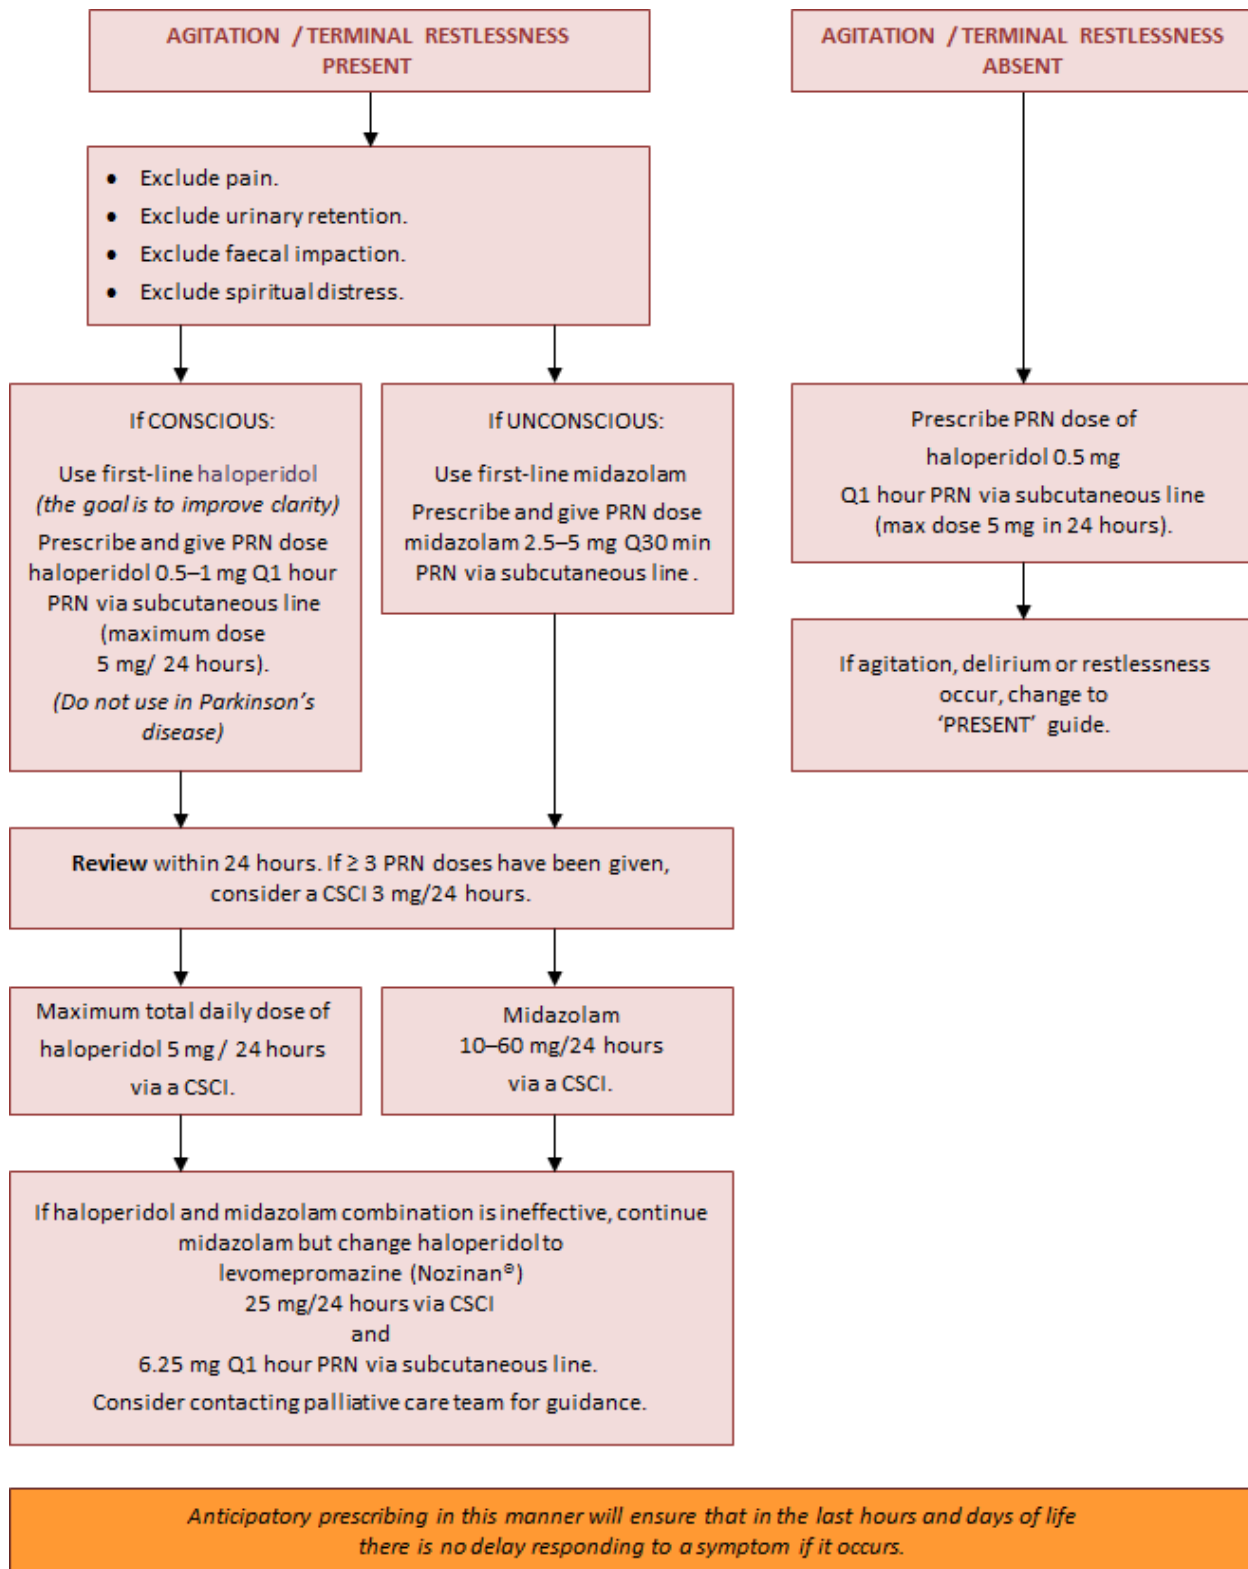 AGITATION / TERMINAL RESTLESSNESS
PRESENT
• Exclude pain.
• Exclude urinary retention.
• Exclude faecal impaction.
• Exclude spiritual distress.
If CONSCIOUS:
Use first-line haloperidol
(the goal is to improve clarity)
Prescribe and give PRN dose
haloperidol 0.5–1 mg Q1 hour
PRN via subcutaneous line
(maximum dose
5 mg/ 24 hours).
(Do not use in Parkinson’s
disease)
If UNCONSCIOUS:
Use first-line midazolam
Prescribe and give PRN dose
midazolam 2.5–5 mg Q30 min
PRN via subcutaneous line.
Review within 24 hours. If ≥ 3 PRN doses have been given,
consider a CSCI 3 mg/24 hours.
Maximum total daily dose of
haloperidol 5 mg / 24 hours
via a CSCI.
Midazolam
10–60 mg/24 hours
via a CSCI.
If haloperidol and midazolam combination is ineffective, continue
midazolam but change haloperidol to
levomepromazine (Nozinan®)
25 mg/24 hours via CSCI
and
6.25 mg Q1 hour PRN via subcutaneous line.
Consider contacting palliative care team for guidance.
AGITATION / TERMINAL RESTLESSNESS
ABSENT
Prescribe PRN dose of
haloperidol 0.5 mg
Q1 hour PRN via subcutaneous line
(max dose 5 mg in 24 hours).
If agitation, delirium or restlessness
occur, change to
‘PRESENT’ guide.
Anticipatory prescribing in this manner will ensure that in the last hours and days of life
there is no delay responding to a symptom if it occurs.